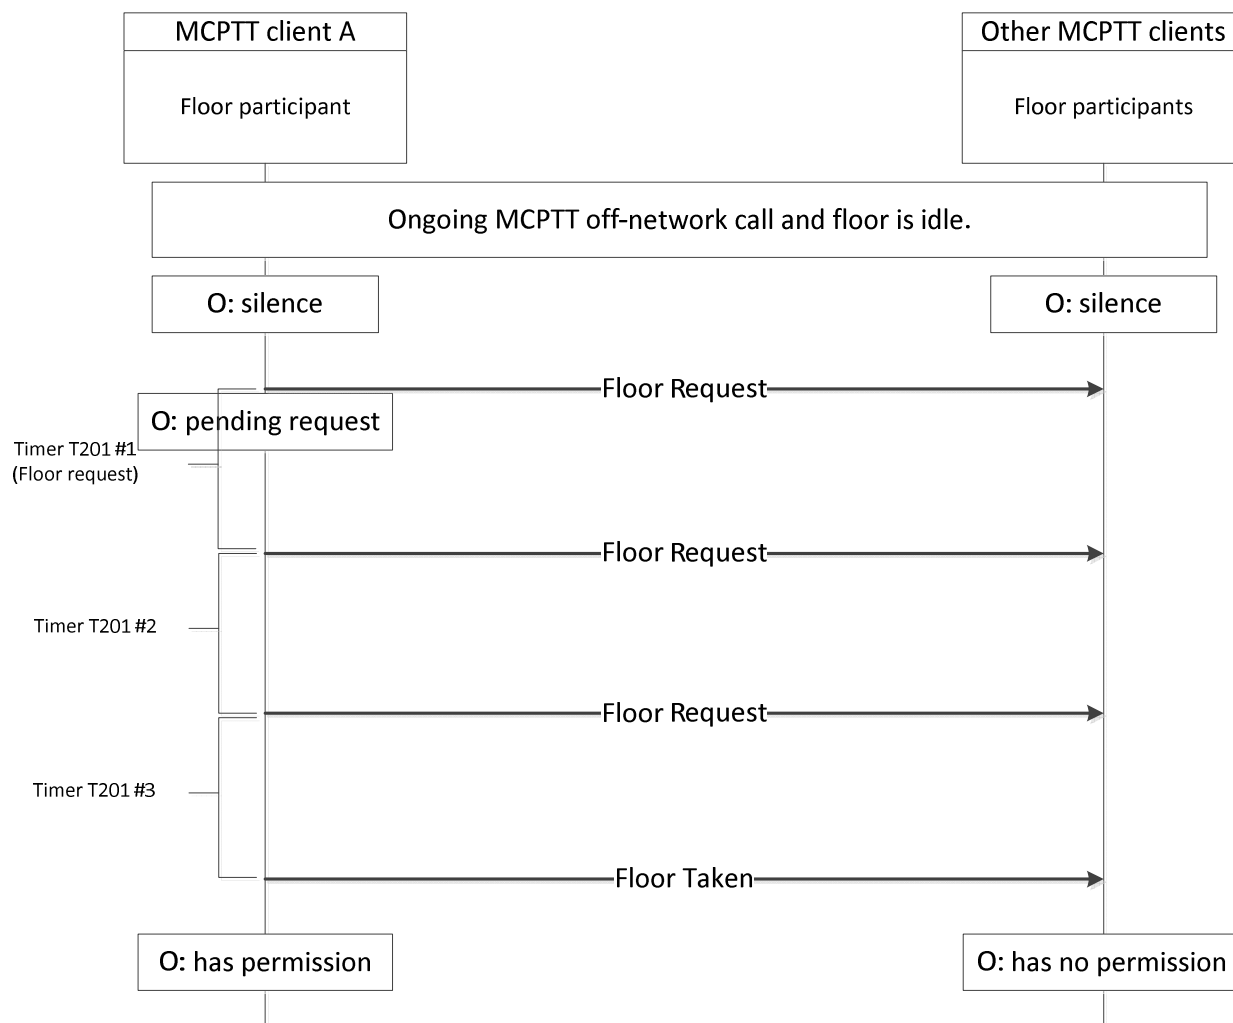 MCPTT client A
Other MCPTT clients
Floor participant
Floor participants
Ongoing MCPTT off-network call and floor is idle.
O: silence
O: silence
Floor Request
O: pending request
Timer T201 #1
(Floor request)
Floor Request
Timer T201 #2
Floor Request
Timer T201 #3
Floor Taken
O: has permission
O: has no permission